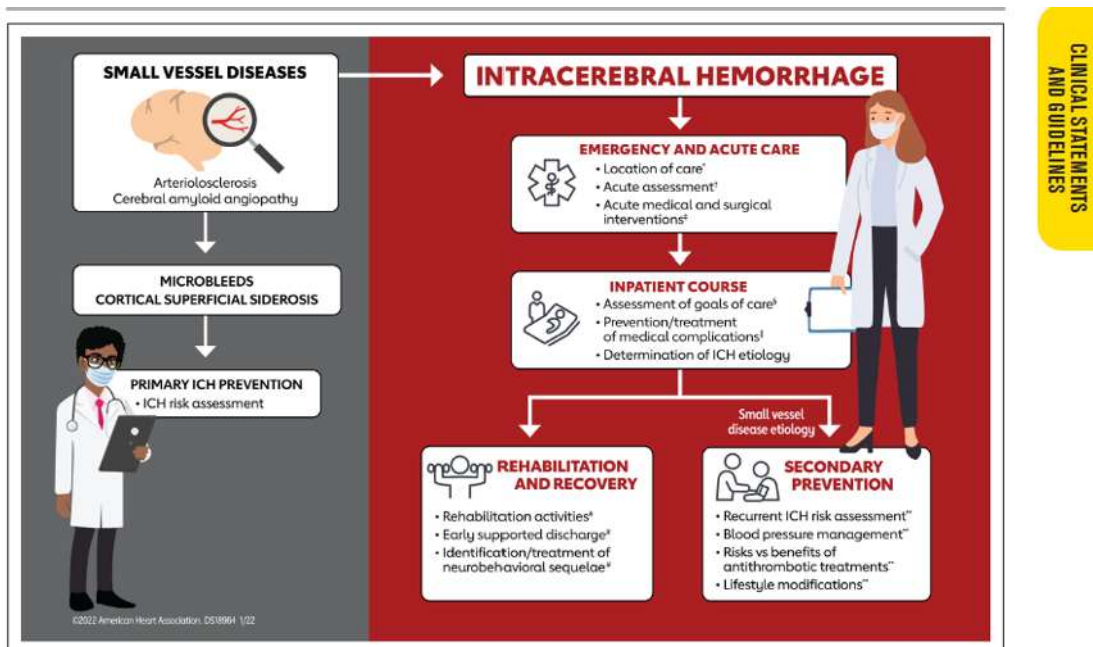 CLINICAL STATEMENTS
AND GUIDELINES
SMALL VESSEL DISEASES
Arteriolosclerosis
Cerebral amyloid angiopathy
MICROBLEEDS
CORTICAL SUPERFICIAL SIDEROSIS
PRIMARY ICH PREVENTION
• ICH risk assessment
©2022 American Heart Association. DS18964 1/22
INTRACEREBRAL HEMORRHAGE
EMERGENCY AND ACUTE CARE
• Location of care*
• Acute assessment†
• Acute medical and surgical
interventions‡
INPATIENT COURSE
• Assessment of goals of care§
• Prevention/treatment
of medical complications‖
• Determination of ICH etiology
Small vessel
disease etiology
REHABILITATION
AND RECOVERY
• Rehabilitation activities#
• Early supported discharge#
• Identification/treatment of
neurobehavioral sequelae#
SECONDARY
PREVENTION
• Recurrent ICH risk assessment**
• Blood pressure management**
• Risks vs benefits of
antithrombotic treatments**
• Lifestyle modifications**